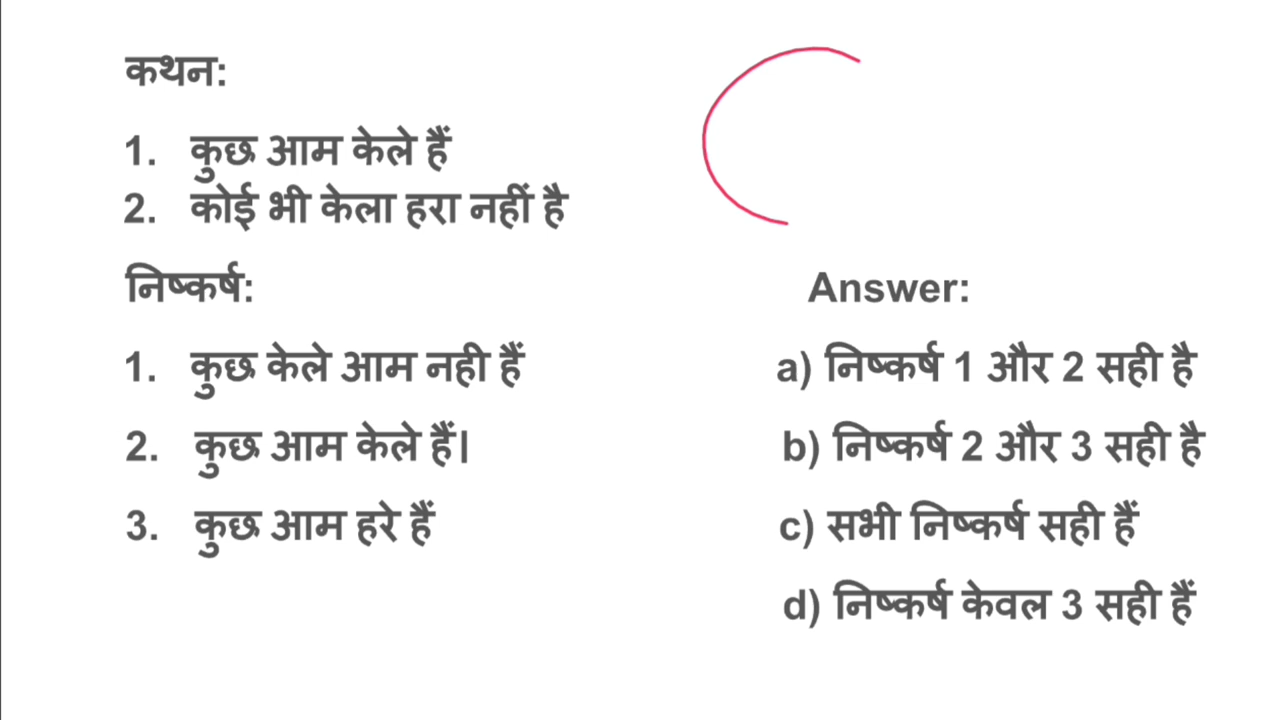 कथन:
1. कुछ आम केले हैं
2. कोई भी केला हरा नहीं है
निष्कर्ष:
1. कुछ केले आम नही हैं
2. कुछ आम केले हैं।
3. कुछ आम हरे हैं
Answer:
a) निष्कर्ष 1 और 2 सही है
b) निष्कर्ष 2 और 3 सही है
c) सभी निष्कर्ष सही हैं
d) निष्कर्ष केवल 3 सही हैं